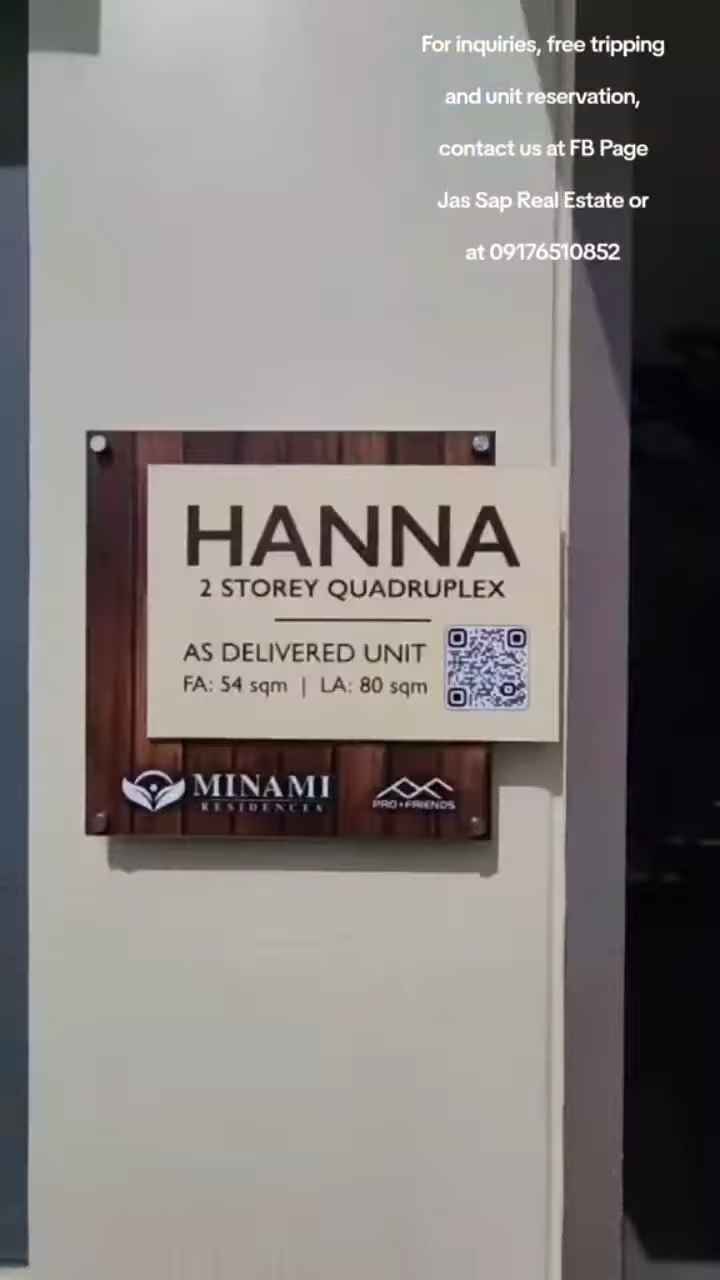 For inquiries, free tripping
and unit reservation,
contact us at FB Page
Jas Sap Real Estate or
at 09176510852
HANNA
2 STOREY QUADRUPLEX
AS DELIVERED UNIT
FA: 54 sqm | LA: 80 sqm
MINAMI
RESIDENCES
PRO•FRIENDS